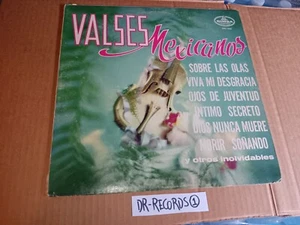 VALSES
Mexicanos
SOBRE LAS OLAS
VIVA MI DESGRACIA
OJOS DE JUVENTUD
INTIMO SECRETO
DIOS NUNCA MUERE
MORIR SOÑANDO
y otros inolvidables
DR-RECORDS①